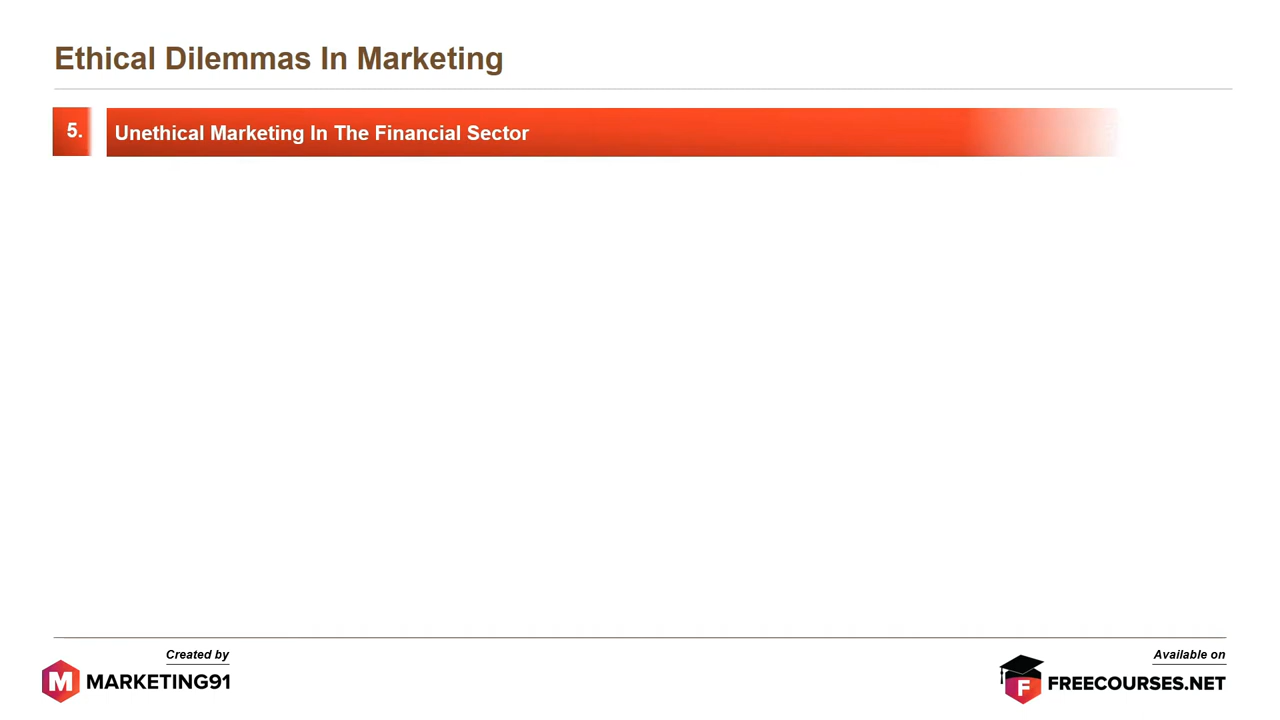 Ethical Dilemmas In Marketing
5. Unethical Marketing In The Financial Sector
Created by
M MARKETING91
Available on
F FREECOURSES.NET